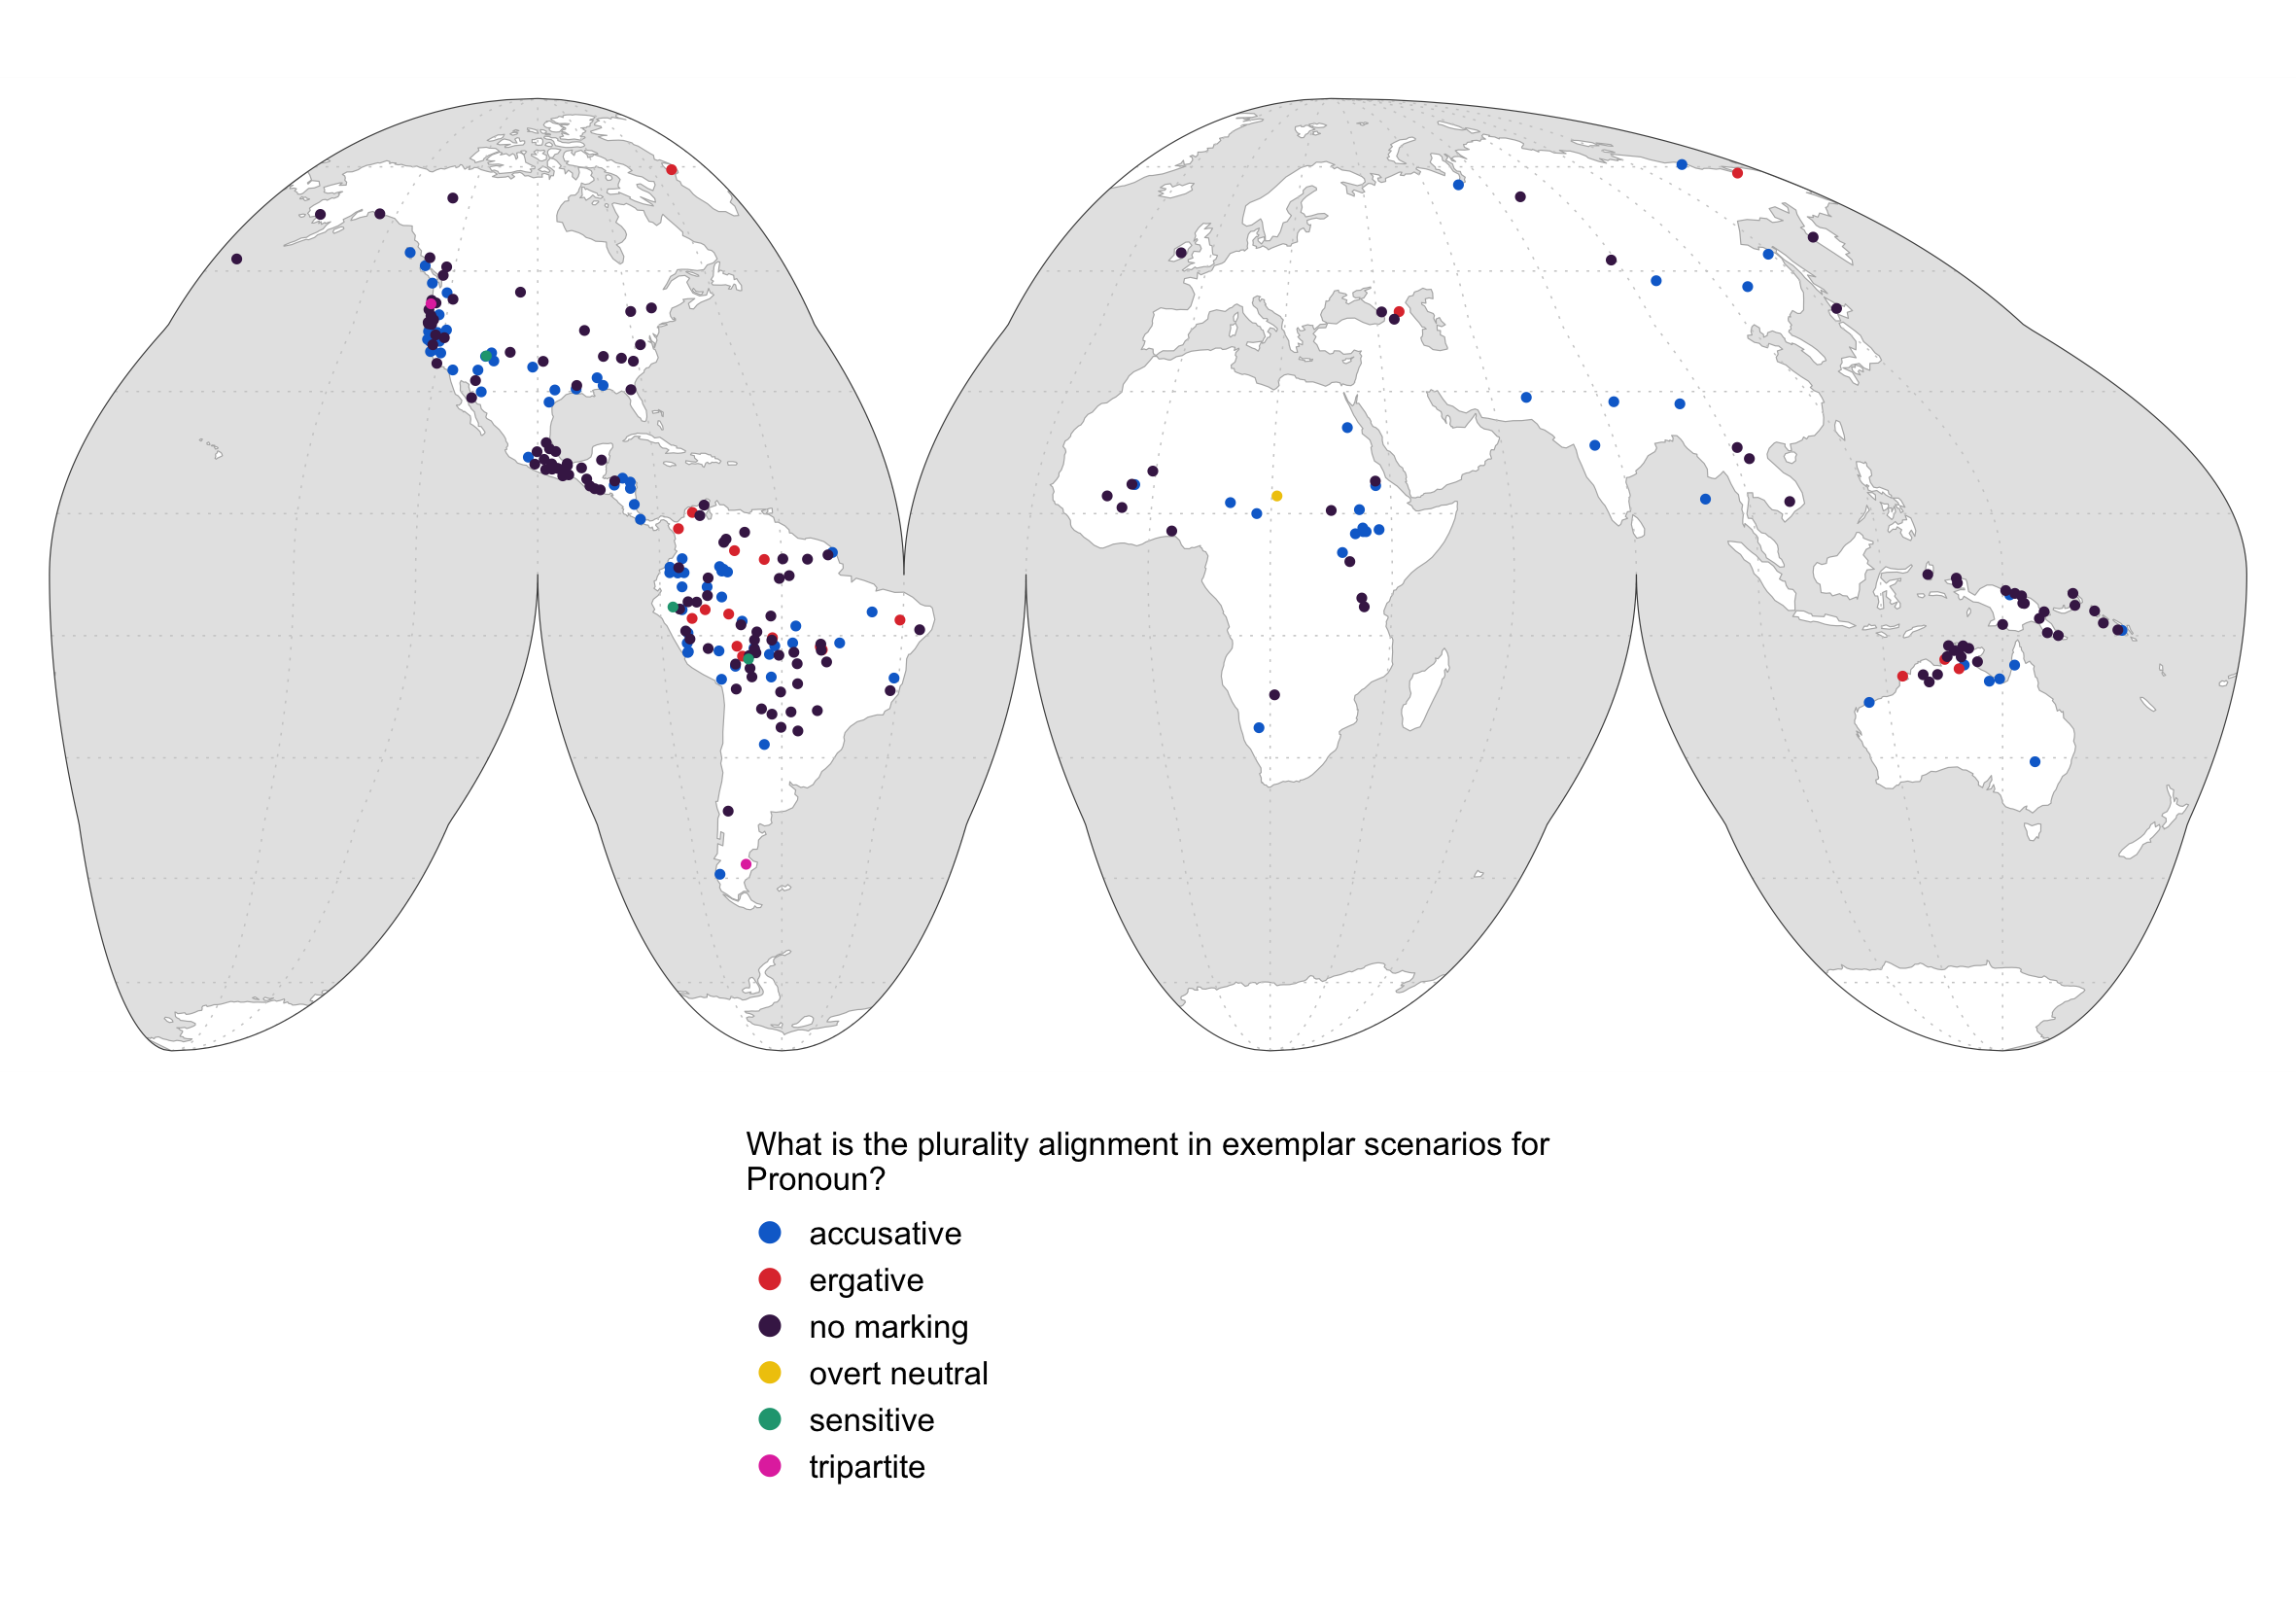 What is the plurality alignment in exemplar scenarios for
Pronoun?
accusative
ergative
no marking
overt neutral
sensitive
tripartite